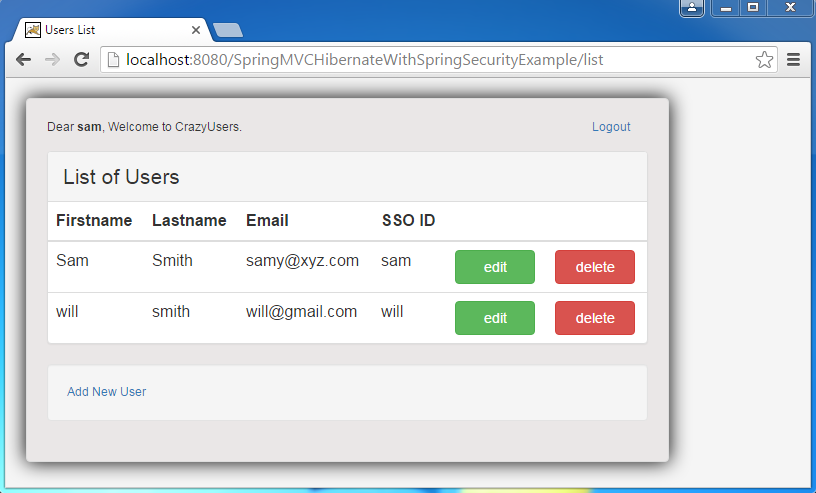 Users List
localhost:8080/SpringMVCHibernateWithSpringSecurityExample/list
Dear sam, Welcome to CrazyUsers. Logout
List of Users
Firstname Lastname Email SSO ID
Sam Smith samy@xyz.com sam edit delete
will smith will@gmail.com will edit delete
Add New User